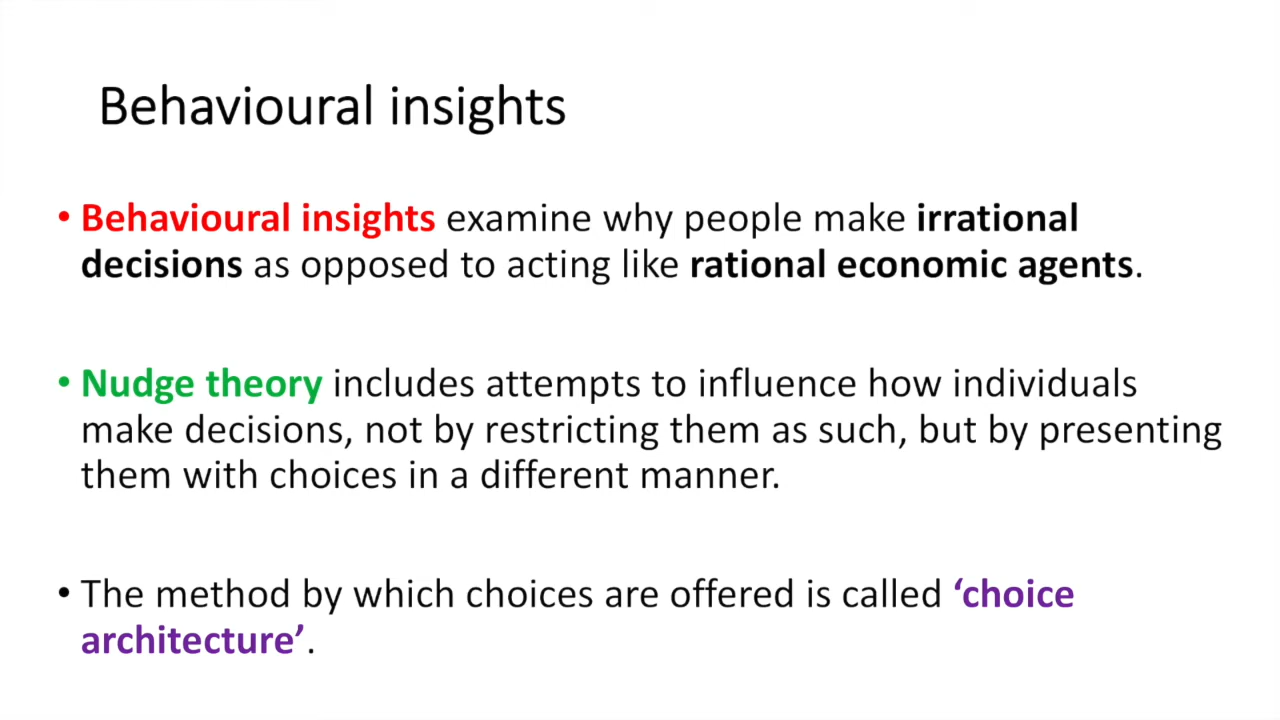 Behavioural insights
• Behavioural insights examine why people make irrational
decisions as opposed to acting like rational economic agents.
• Nudge theory includes attempts to influence how individuals
make decisions, not by restricting them as such, but by presenting
them with choices in a different manner.
• The method by which choices are offered is called ‘choice
architecture’.